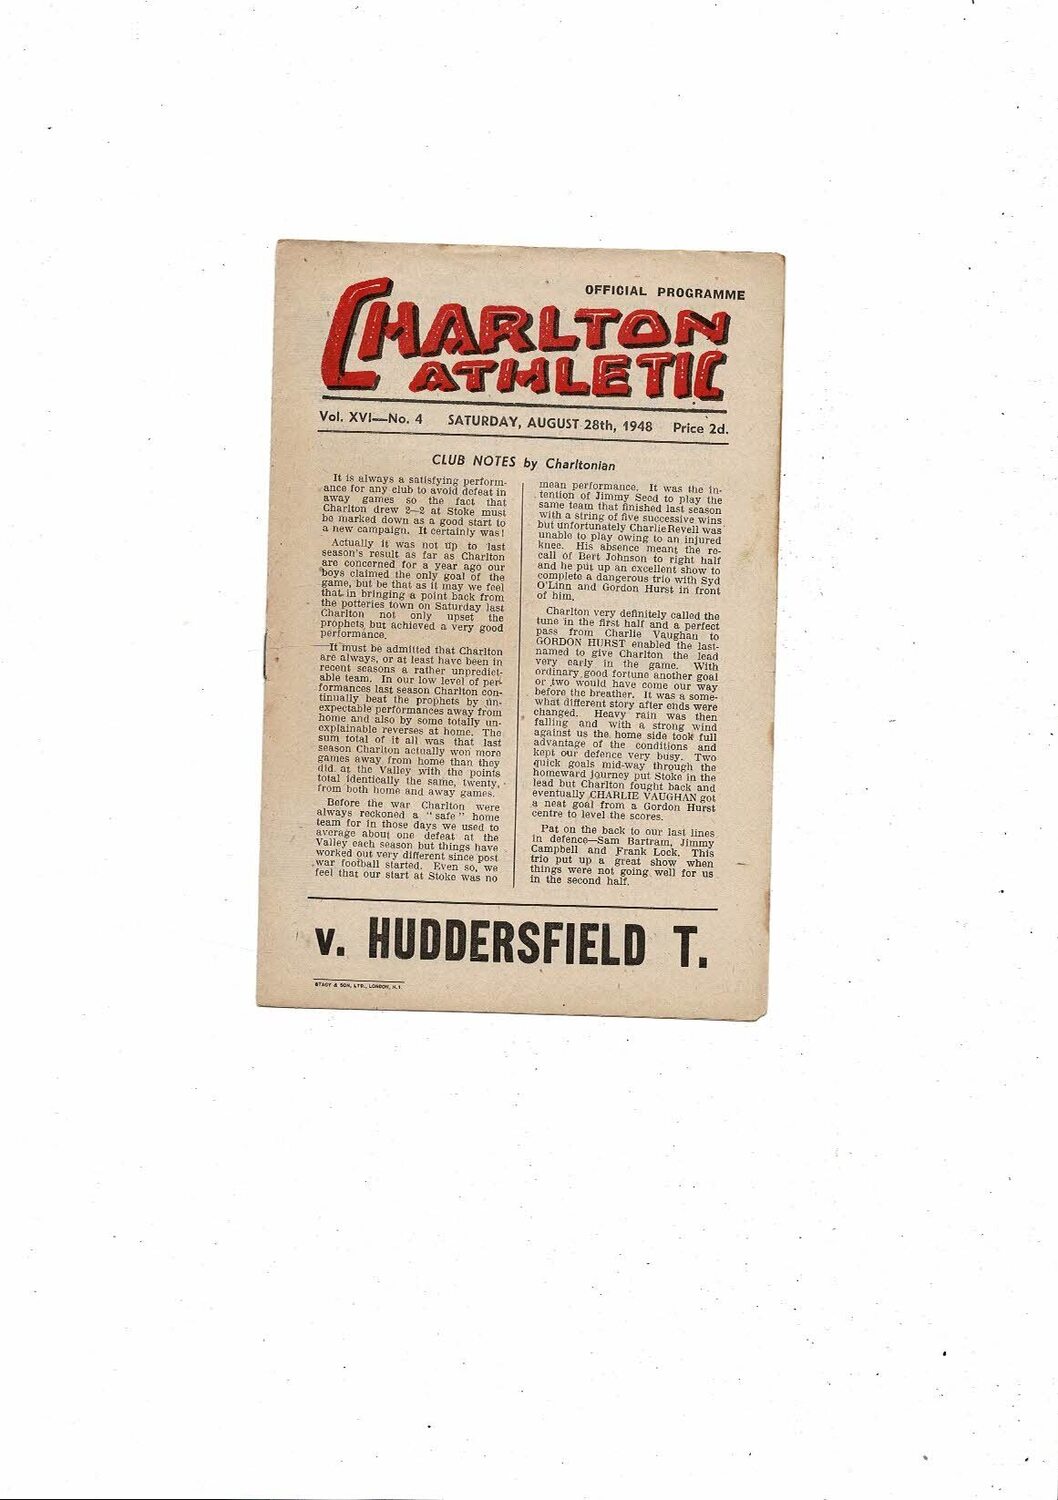 OFFICIAL PROGRAMME
CHARLTON
ATHLETIC
Vol. XVI—No. 4 SATURDAY, AUGUST 28th, 1948 Price 2d.
CLUB NOTES by Charltonian
It is always a satisfying perform-
ance for any club to avoid defeat in
away games so the fact that
Charlton drew 2—2 at Stoke must
be marked down as a good start to
a new campaign. It certainly was!
Actually it was not up to last
season's result as far as Charlton
are concerned for a year ago our
boys claimed the only goal of the
game, but be that as it may we feel
that in bringing a point back from
the potteries town on Saturday last
Charlton not only upset the
prophets but achieved a very good
performance.
It must be admitted that Charlton
are always, or at least have been in
recent seasons a rather unpredict-
able team. In our low level of per-
formances last season Charlton con-
tinually beat the prophets by un-
expectable performances away from
home and also by some totally un-
explainable reverses at home. The
sum total of it all was that last
season Charlton actually won more
games away from home than they
did at the Valley with the points
total identically the same, twenty,
from both home and away games.
Before the war Charlton were
always reckoned a "safe" home
team for in those days we used to
average about one defeat at the
Valley each season but things have
worked out very different since post
war football started. Even so, we
feel that our start at Stoke was no
mean performance. It was the in-
tention of Jimmy Seed to play the
same team that finished last season
with a string of five successive wins
but unfortunately Charlie Revell was
unable to play owing to an injured
knee. His absence meant the re-
call of Bert Johnson to right half
and he put up an excellent show to
complete a dangerous trio with Syd
O'Linn and Gordon Hurst in front
of him.
Charlton very definitely called the
tune in the first half and a perfect
pass from Charlie Vaughan to
GORDON HURST enabled the last-
named to give Charlton the lead
very early in the game. With
ordinary good fortune another goal
or two would have come our way
before the breather. It was a some-
what different story after ends were
changed. Heavy rain was then
falling and with a strong wind
against us the home side took full
advantage of the conditions and
kept our defence very busy. Two
quick goals mid-way through the
homeward journey put Stoke in the
lead but Charlton fought back and
eventually CHARLIE VAUGHAN got
a neat goal from a Gordon Hurst
centre to level the scores.
Pat on the back to our last lines
in defence—Sam Bartram, Jimmy
Campbell and Frank Lock. This
trio put up a great show when
things were not going well for us
in the second half.
v. HUDDERSFIELD T.
STACY & SON, LTD., LONDON, N.1